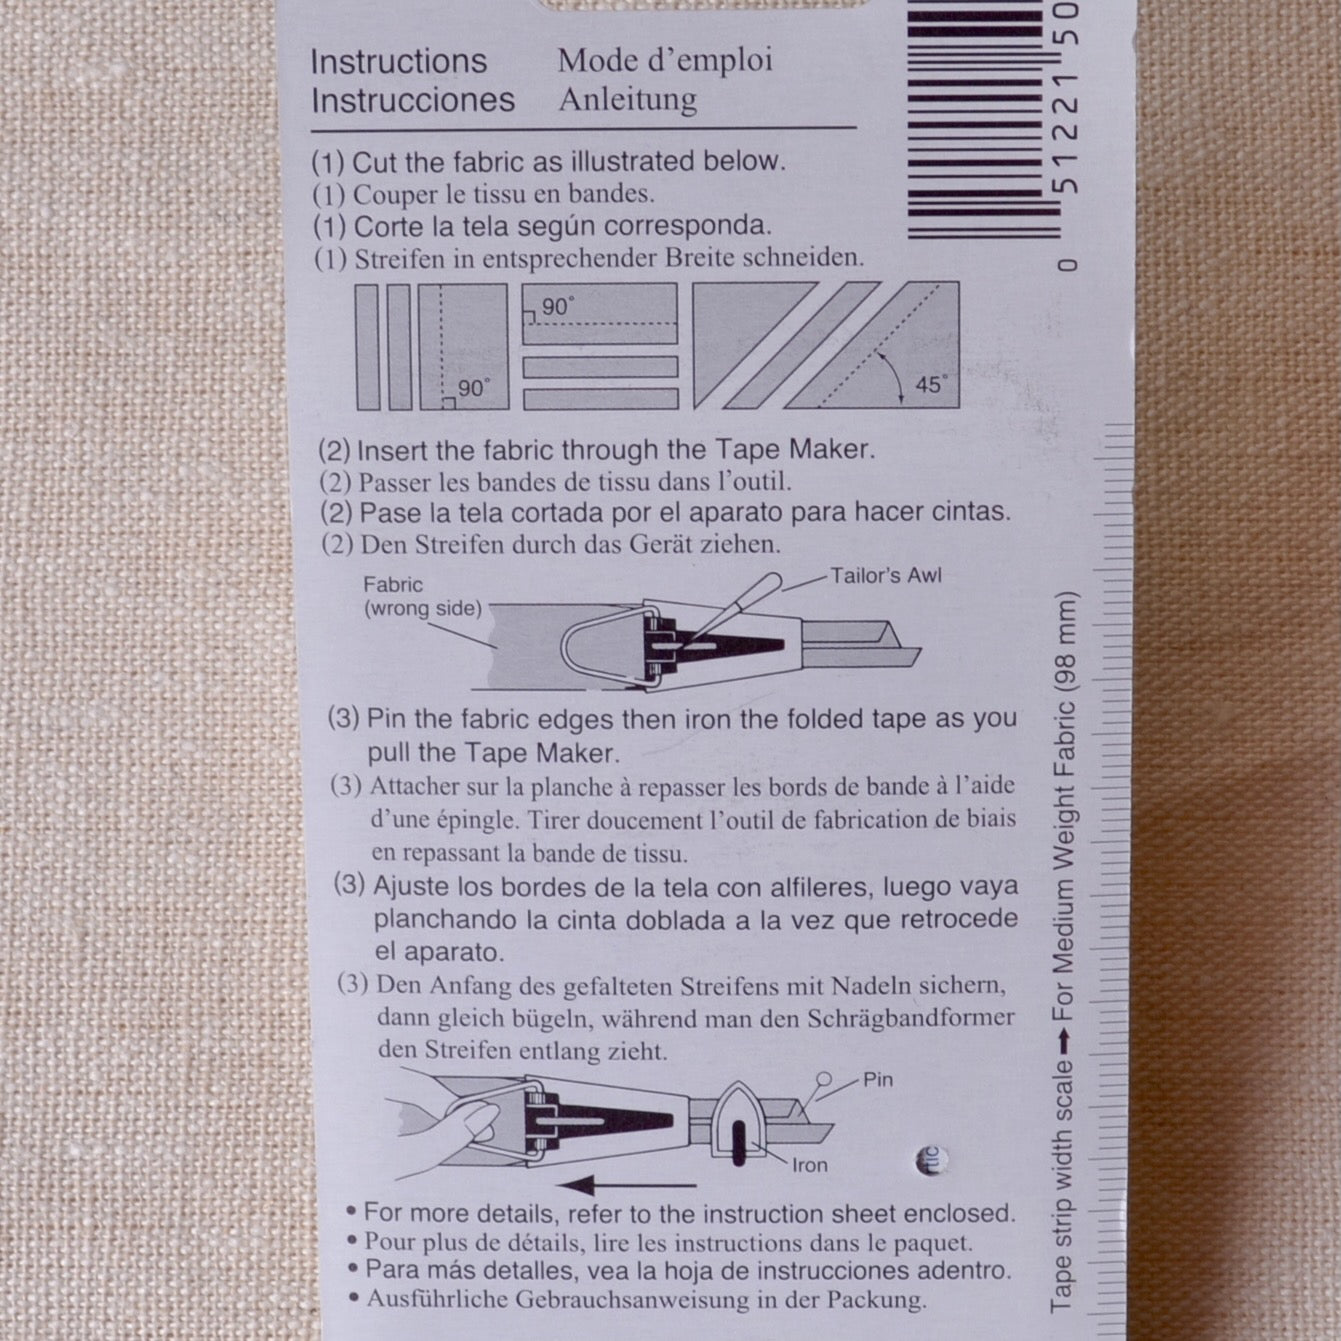 Instructions Mode d’emploi
Instrucciones Anleitung
(1) Cut the fabric as illustrated below.
(1) Couper le tissu en bandes.
(1) Corte la tela según corresponda.
(1) Streifen in entsprechender Breite schneiden.
90°
90°
45°
(2) Insert the fabric through the Tape Maker.
(2) Passer les bandes de tissu dans l’outil.
(2) Pase la tela cortada por el aparato para hacer cintas.
(2) Den Streifen durch das Gerät ziehen.
Fabric
(wrong side)
Tailor’s Awl
(3) Pin the fabric edges then iron the folded tape as you
pull the Tape Maker.
(3) Attacher sur la planche à repasser les bords de bande à l’aide
d’une épingle. Tirer doucement l’outil de fabrication de biais
en repassant la bande de tissu.
(3) Ajuste los bordes de la tela con alfileres, luego vaya
planchando la cinta doblada a la vez que retrocede
el aparato.
(3) Den Anfang des gefalteten Streifens mit Nadeln sichern,
dann gleich bügeln, während man den Schrägbandformer
den Streifen entlang zieht.
Pin
Iron
• For more details, refer to the instruction sheet enclosed.
• Pour plus de détails, lire les instructions dans le paquet.
• Para más detalles, vea la hoja de instrucciones adentro.
• Ausführliche Gebrauchsanweisung in der Packung.
0 51221 50
Tape strip width scale ➞ For Medium Weight Fabric (98 mm)